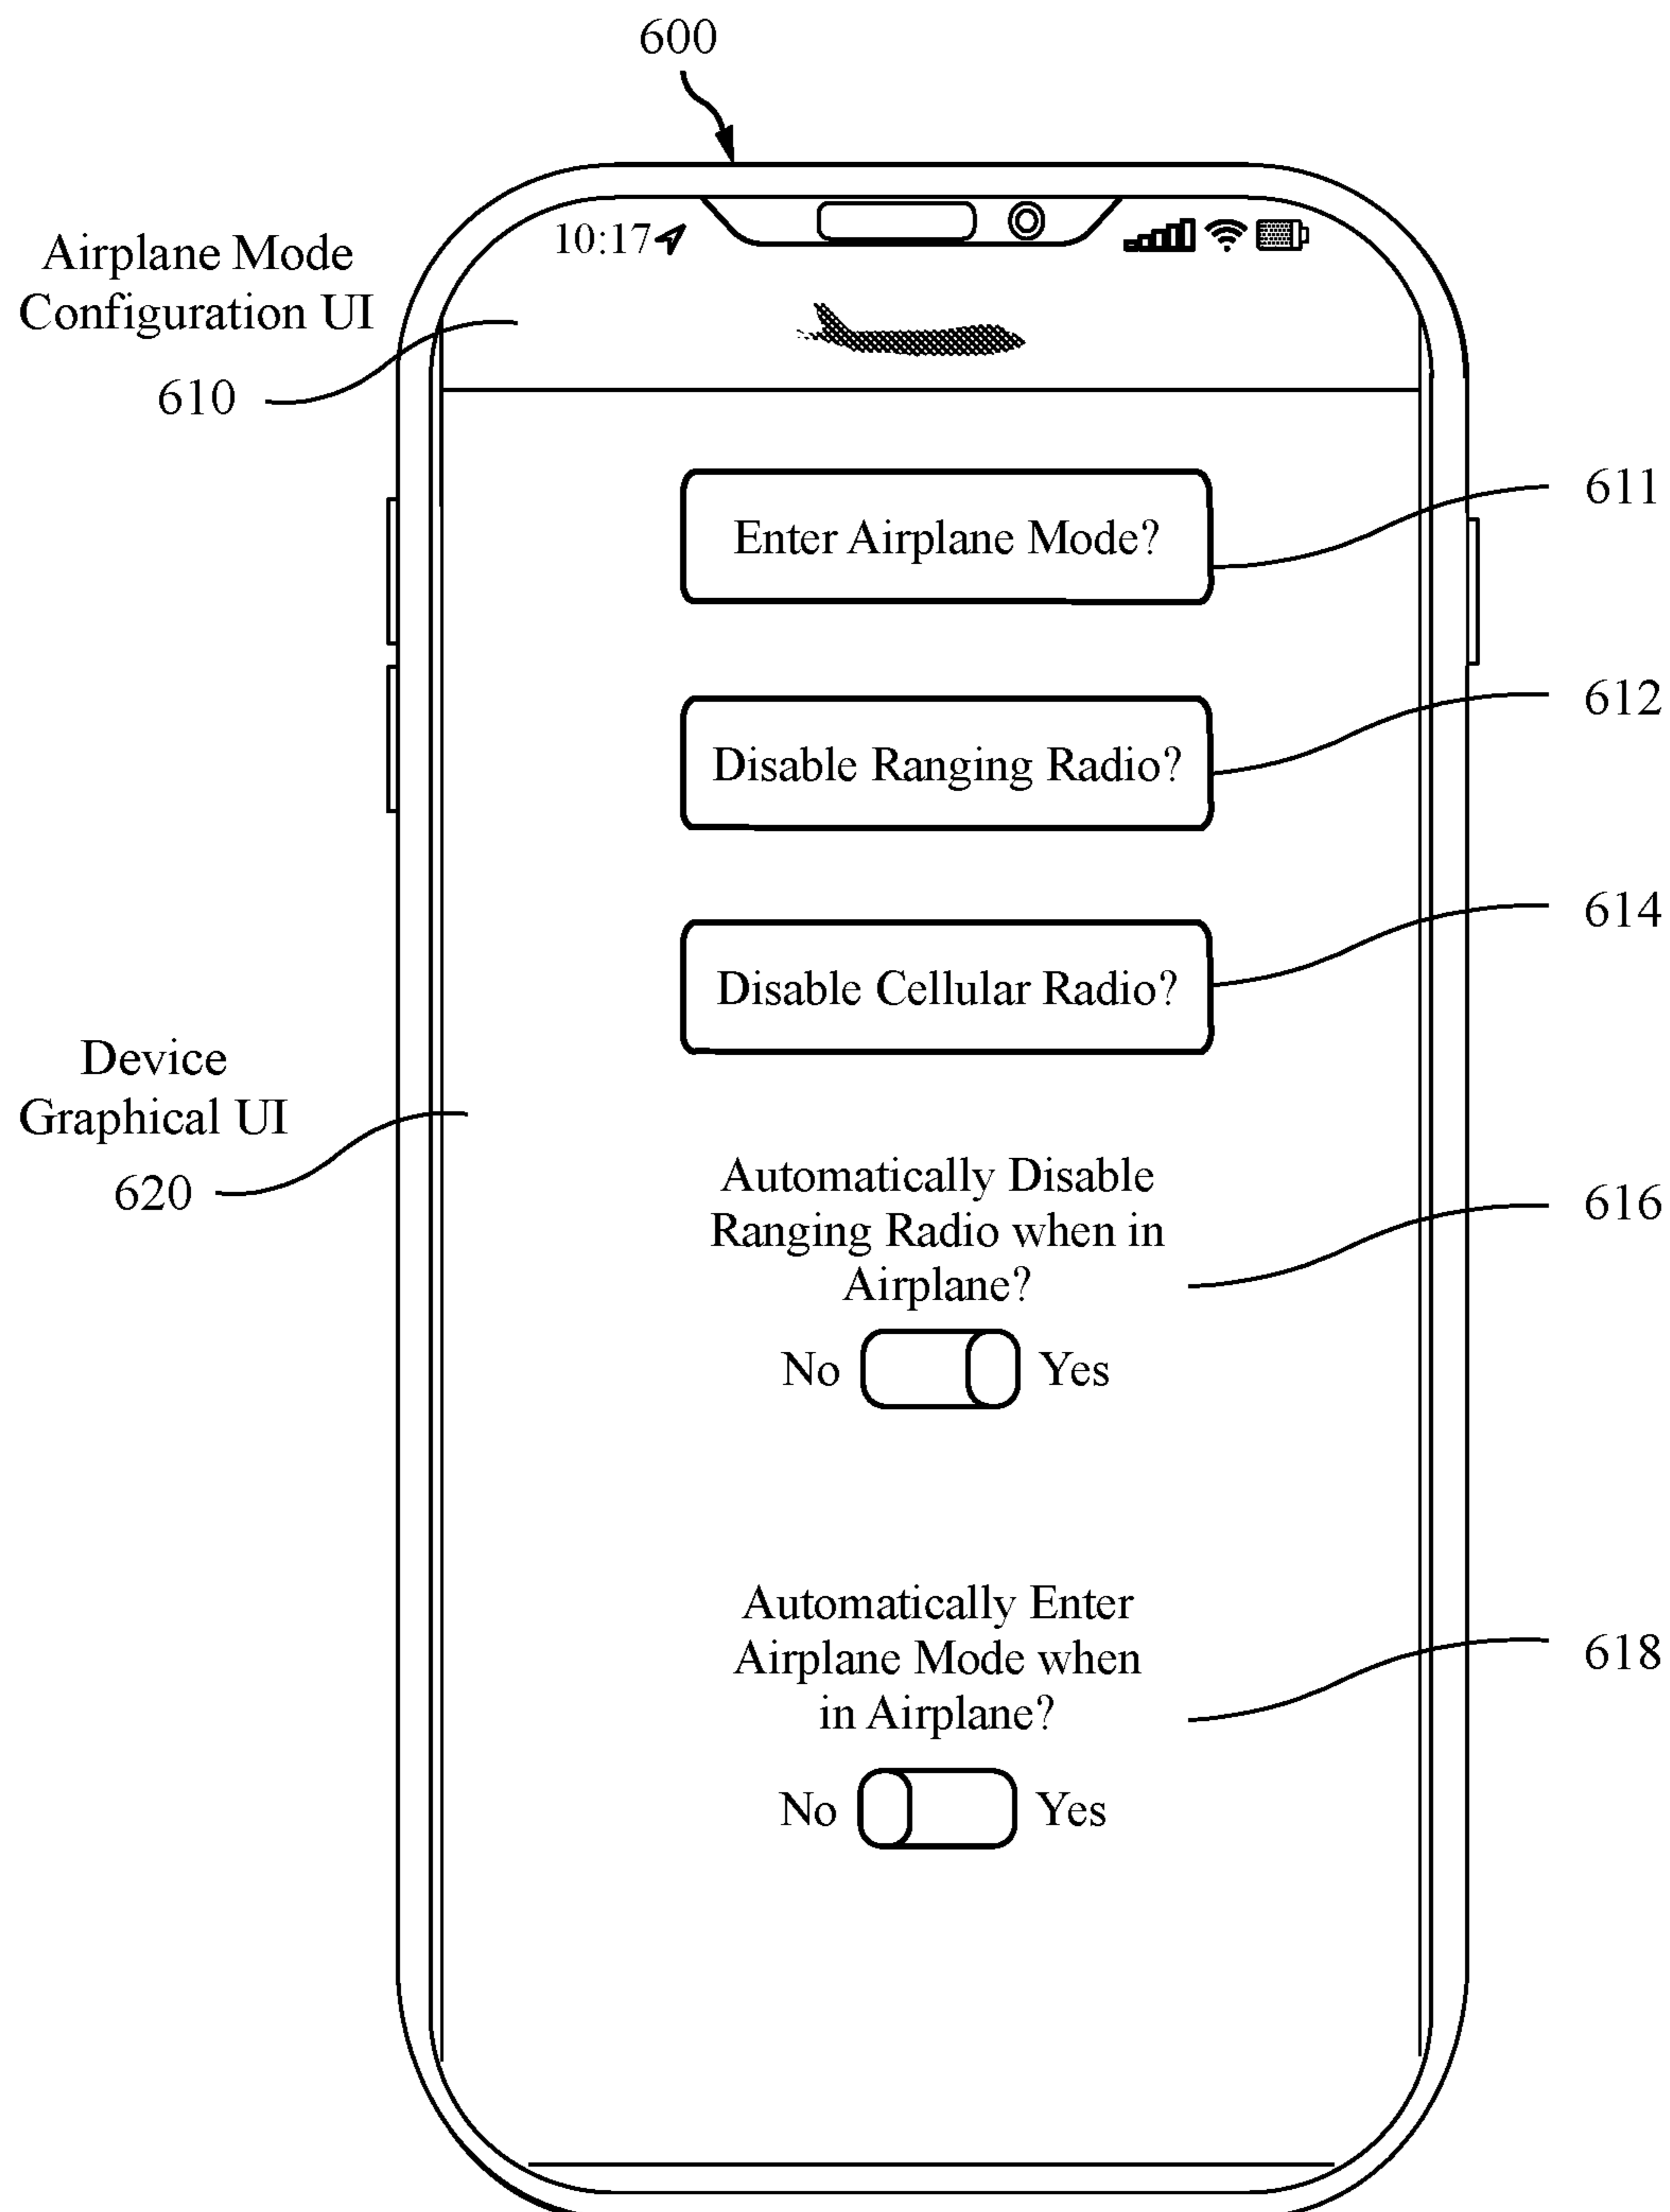 600
10:17
Airplane Mode
Configuration UI
610
Enter Airplane Mode?
611
Disable Ranging Radio?
612
Disable Cellular Radio?
614
Device
Graphical UI
620
Automatically Disable
Ranging Radio when in
Airplane?
616
No Yes
Automatically Enter
Airplane Mode when
in Airplane?
618
No Yes